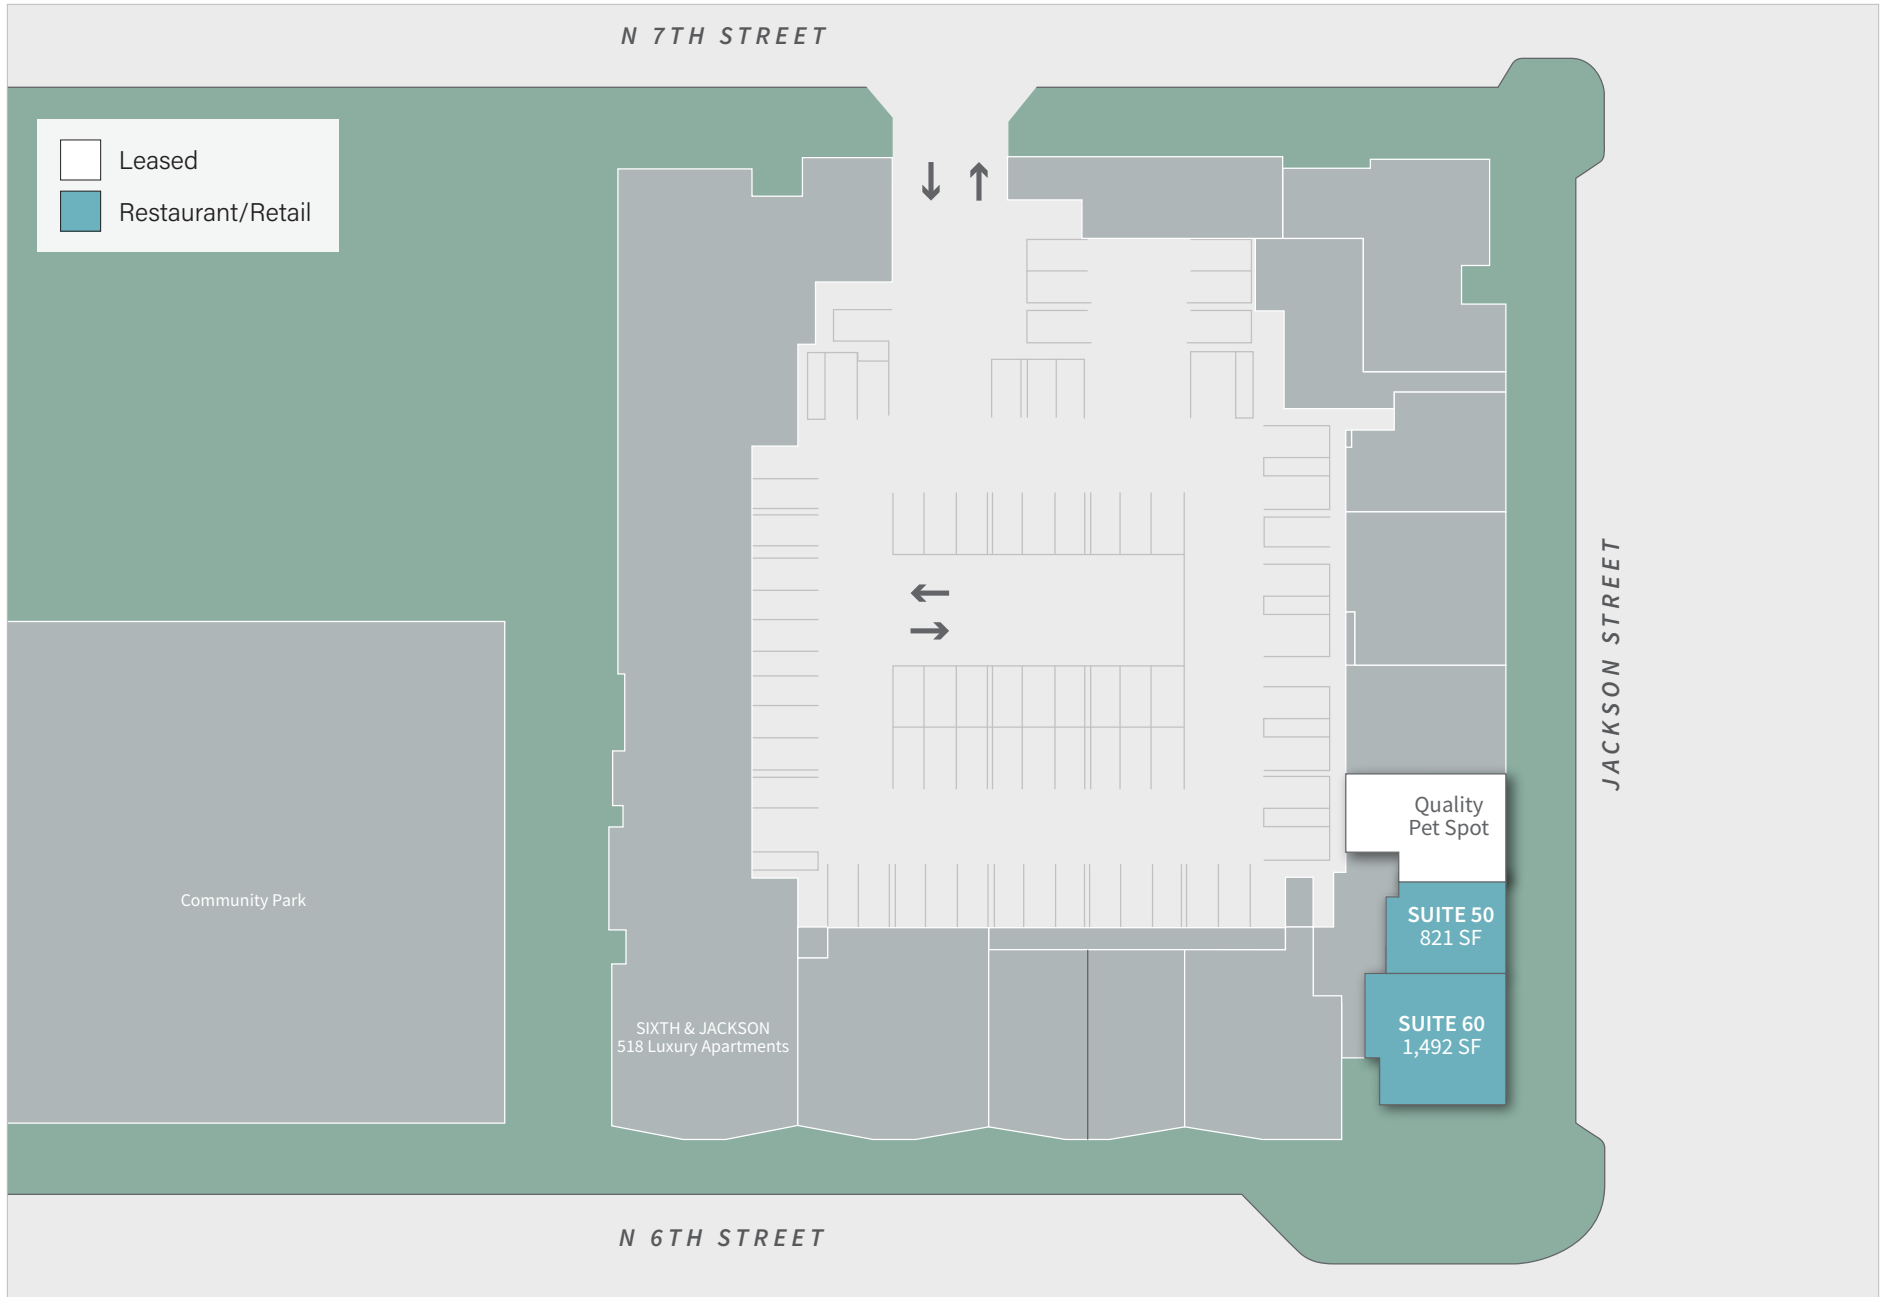 N 7TH STREET
Leased
Restaurant/Retail
JACKSON STREET
Quality
Pet Spot
Community Park
SUITE 50
821 SF
SUITE 60
1,492 SF
SIXTH & JACKSON
518 Luxury Apartments
N 6TH STREET